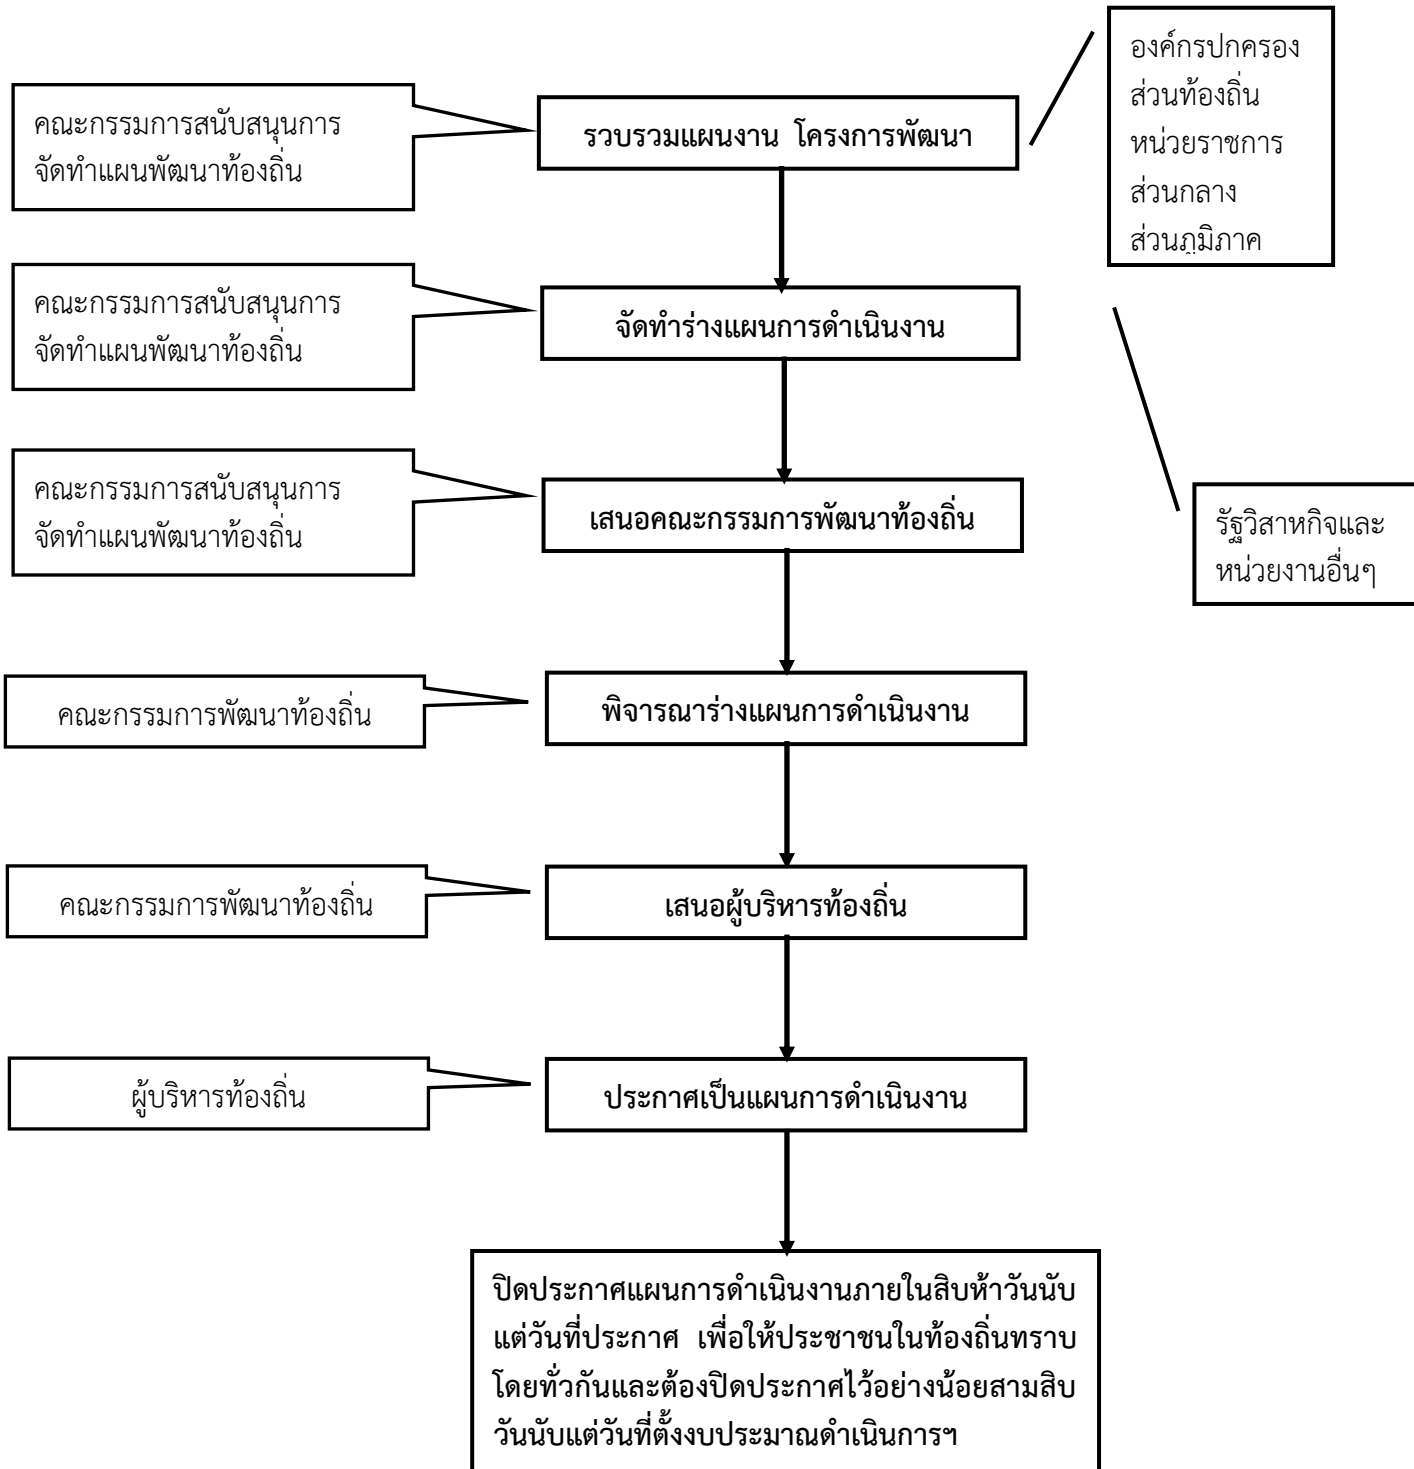 องค์กรปกครอง
ส่วนท้องถิ่น
หน่วยราชการ
ส่วนกลาง
ส่วนภูมิภาค
คณะกรรมการสนับสนุนการ
จัดทำแผนพัฒนาท้องถิ่น
รวบรวมแผนงาน โครงการพัฒนา
คณะกรรมการสนับสนุนการ
จัดทำแผนพัฒนาท้องถิ่น
จัดทำร่างแผนการดำเนินงาน
คณะกรรมการสนับสนุนการ
จัดทำแผนพัฒนาท้องถิ่น
เสนอคณะกรรมการพัฒนาท้องถิ่น
รัฐวิสาหกิจและ
หน่วยงานอื่นๆ
คณะกรรมการพัฒนาท้องถิ่น
พิจารณาร่างแผนการดำเนินงาน
คณะกรรมการพัฒนาท้องถิ่น
เสนอผู้บริหารท้องถิ่น
ผู้บริหารท้องถิ่น
ประกาศเป็นแผนการดำเนินงาน
ปิดประกาศแผนการดำเนินงานภายในสิบห้าวันนับ
แต่วันที่ประกาศ เพื่อให้ประชาชนในท้องถิ่นทราบ
โดยทั่วกันและต้องปิดประกาศไว้อย่างน้อยสามสิบ
วันนับแต่วันที่ตั้งงบประมาณดำเนินการฯ